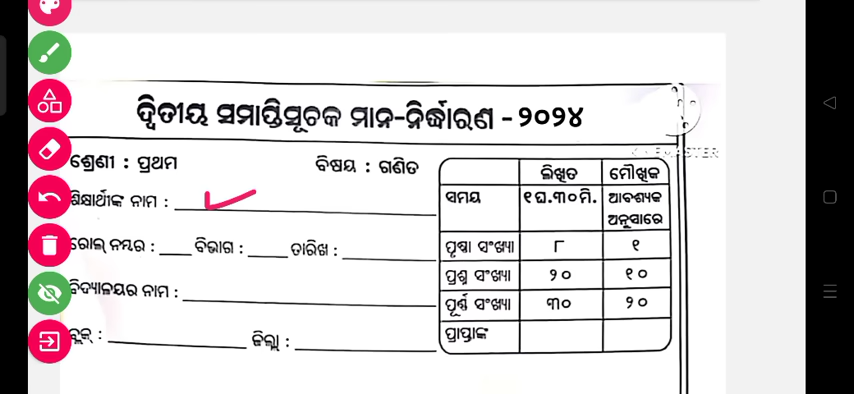 ଦ୍ୱିତୀୟ ସମାପ୍ତିସୂଚକ ମାନ-ନିର୍ଦ୍ଧାରଣ - ୨୦୨୪
ଶ୍ରେଣୀ : ପ୍ରଥମ ବିଷୟ : ଗଣିତ
ଶିକ୍ଷାର୍ଥୀଙ୍କ ନାମ :
ରୋଲ୍ ନମ୍ବର : ବିଭାଗ : ତାରିଖ :
ବିଦ୍ୟାଳୟର ନାମ :
ବ୍ଲକ୍ : ଜିଲ୍ଲା :
ଲିଖିତ ମୌଖିକ
ସମୟ ୧ଘ.୩୦ମି. ଆବଶ୍ୟକ
ଅନୁସାରେ
ପୃଷ୍ଠା ସଂଖ୍ୟା ୮ ୧
ପ୍ରଶ୍ନ ସଂଖ୍ୟା ୨୦ ୧୦
ପୂର୍ଣ୍ଣ ସଂଖ୍ୟା ୩୦ ୨୦
ପ୍ରାପ୍ତାଙ୍କ